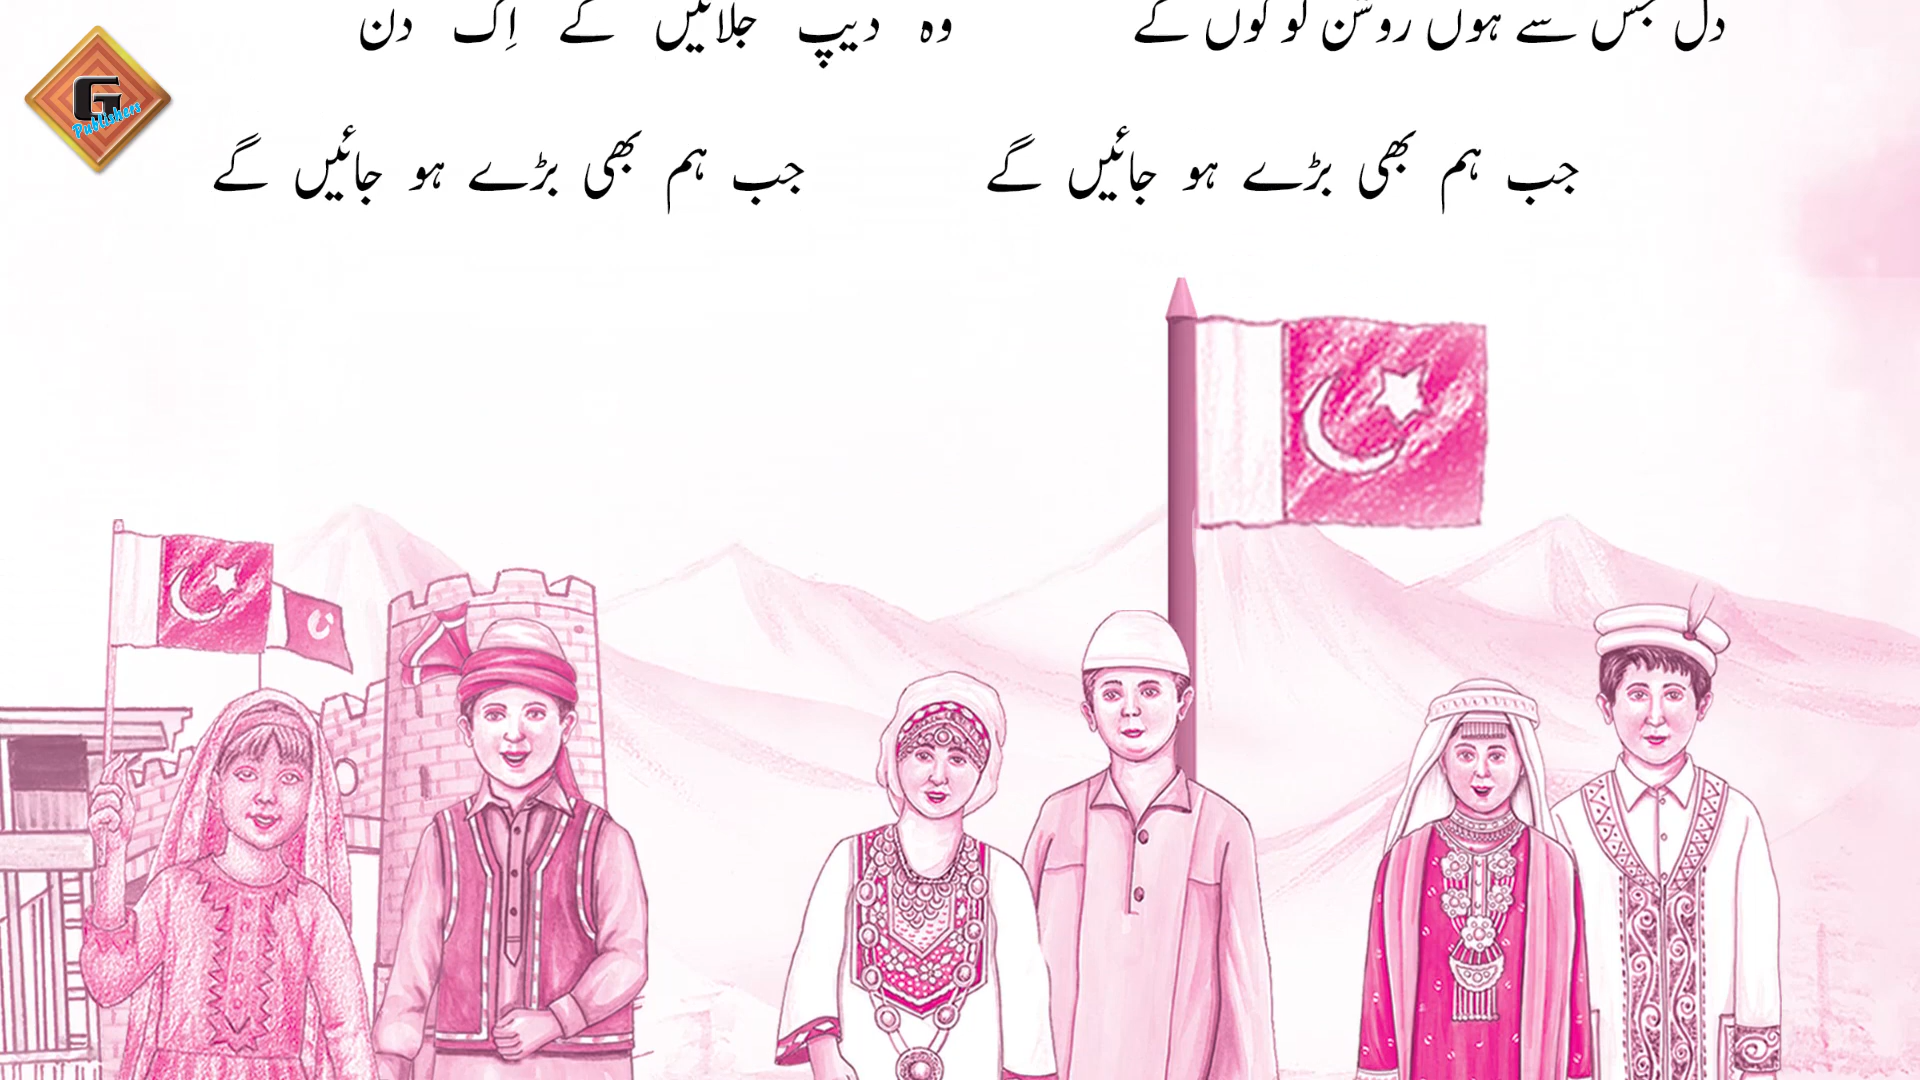 دل جس سے ہوں روشن لوگوں کے وہ دیپ جلائیں گے اِک دن
جب ہم بھی بڑے ہو جائیں گے جب ہم بھی بڑے ہو جائیں گے
G
Publishers